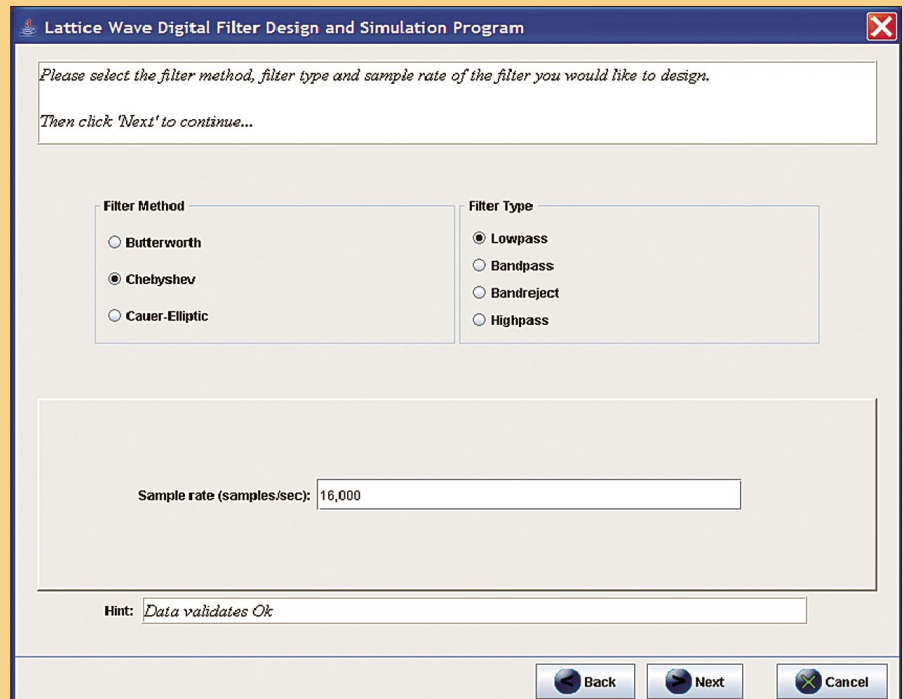 Lattice Wave Digital Filter Design and Simulation Program
Please select the filter method, filter type and sample rate of the filter you would like to design.
Then click 'Next' to continue...
Filter Method
Butterworth
Chebyshev
Cauer-Elliptic
Filter Type
Lowpass
Bandpass
Bandreject
Highpass
Sample rate (samples/sec): 16,000
Hint: Data validates Ok
Back
Next
Cancel